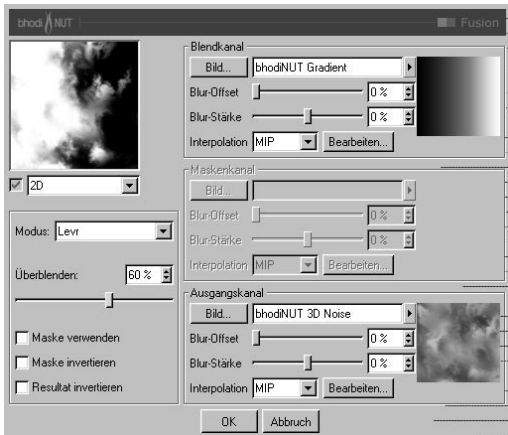 bhodi NUT
Fusion
2D
Modus: Levr
Überblenden: 60 %
Maske verwenden
Maske invertieren
Resultat invertieren
Blendkanal
Bild... bhodiNUT Gradient
Blur-Offset 0 %
Blur-Stärke 0 %
Interpolation MIP Bearbeiten...
Maskenkanal
Bild...
Blur-Offset 0 %
Blur-Stärke 0 %
Interpolation MIP Bearbeiten...
Ausgangskanal
Bild... bhodiNUT 3D Noise
Blur-Offset 0 %
Blur-Stärke 0 %
Interpolation MIP Bearbeiten...
OK Abbruch